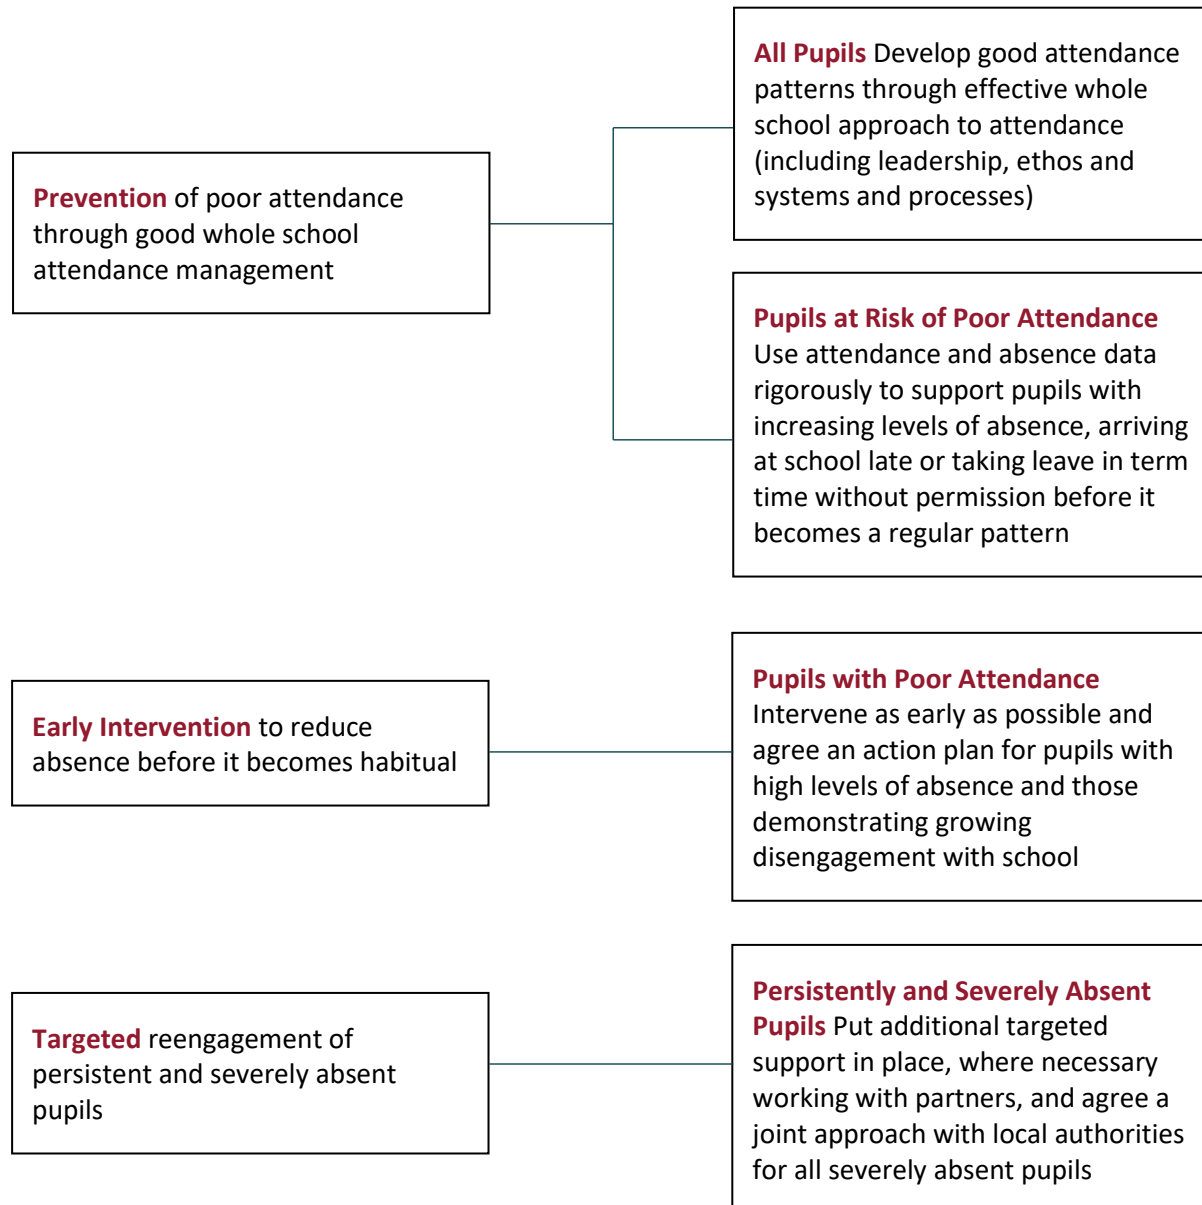 Prevention of poor attendance
through good whole school
attendance management
All Pupils Develop good attendance
patterns through effective whole
school approach to attendance
(including leadership, ethos and
systems and processes)
Pupils at Risk of Poor Attendance
Use attendance and absence data
rigorously to support pupils with
increasing levels of absence, arriving
at school late or taking leave in term
time without permission before it
becomes a regular pattern
Early Intervention to reduce
absence before it becomes habitual
Pupils with Poor Attendance
Intervene as early as possible and
agree an action plan for pupils with
high levels of absence and those
demonstrating growing
disengagement with school
Targeted reengagement of
persistent and severely absent
pupils
Persistently and Severely Absent
Pupils Put additional targeted
support in place, where necessary
working with partners, and agree a
joint approach with local authorities
for all severely absent pupils